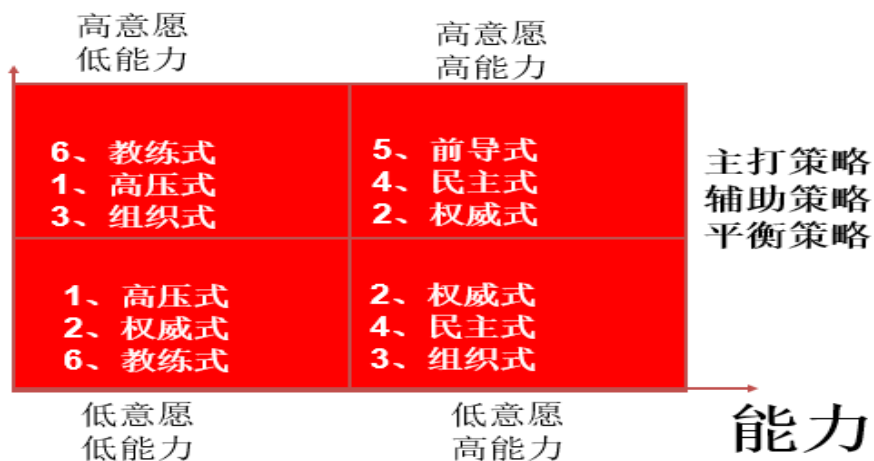 高意愿
低能力
高意愿
高能力
6、教练式
1、高压式
3、组织式
5、前导式
4、民主式
2、权威式
主打策略
辅助策略
平衡策略
1、高压式
2、权威式
6、教练式
2、权威式
4、民主式
3、组织式
低意愿
低能力
低意愿
高能力
能力